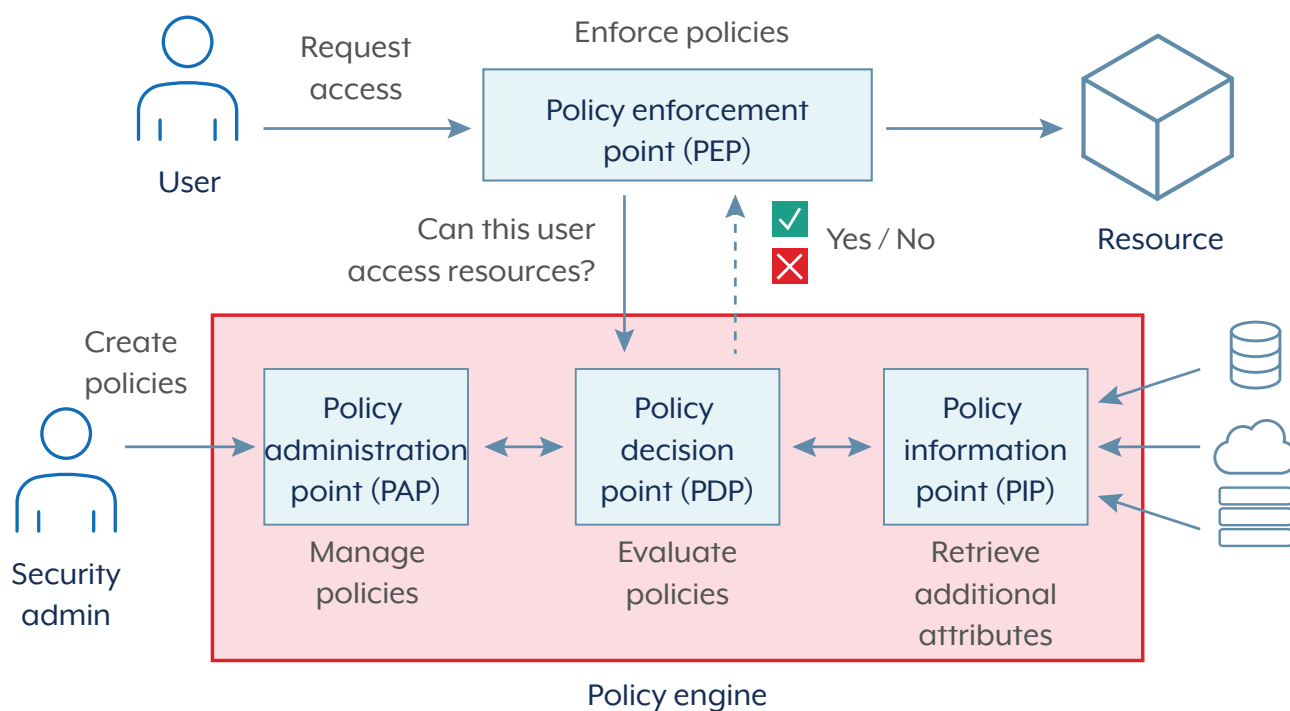 Request
access
Enforce policies
Policy enforcement
point (PEP)
User
Resource
Can this user
access resources?
Yes / No
Create
policies
Policy
administration
point (PAP)
Policy
decision
point (PDP)
Policy
information
point (PIP)
Security
admin
Manage
policies
Evaluate
policies
Retrieve
additional
attributes
Policy engine